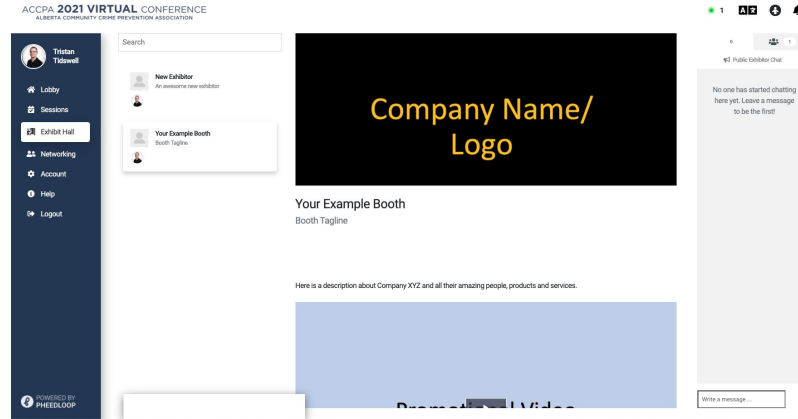 ACCPA 2021 VIRTUAL CONFERENCE
ALBERTA COMMUNITY CRIME PREVENTION ASSOCIATION
1
Tristan
Tidswell
Lobby
Sessions
Exhibit Hall
Networking
Account
Help
Logout
POWERED BY
PHEEDLOOP
Search
New Exhibitor
An awesome new exhibitor
Your Example Booth
Booth Tagline
Company Name/
Logo
Your Example Booth
Booth Tagline
Here is a description about Company XYZ and all their amazing people, products and services.
Video
0
Public Exhibitor Chat
No one has started chatting
here yet. Leave a message
to be the first!
Write a message ...